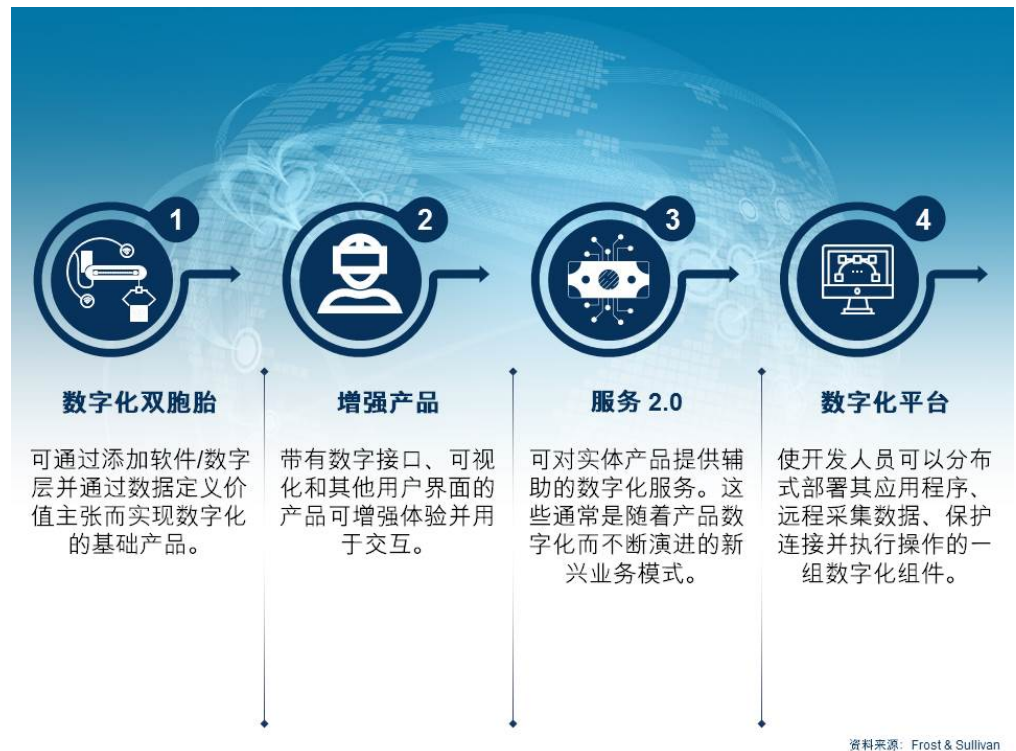 1
数字化双胞胎
可通过添加软件/数字
层并通过数据定义价
值主张而实现数字化
的基础产品。
2
增强产品
带有数字接口、可视
化和其他用户界面的
产品可增强体验并用
于交互。
3
服务 2.0
可对实体产品提供辅
助的数字化服务。这
些通常是随着产品数
字化而不断演进的新
兴业务模式。
4
数字化平台
使开发人员可以分布
式部署其应用程序、
远程采集数据、保护
连接并执行操作的一
组数字化组件。
资料来源：Frost & Sullivan